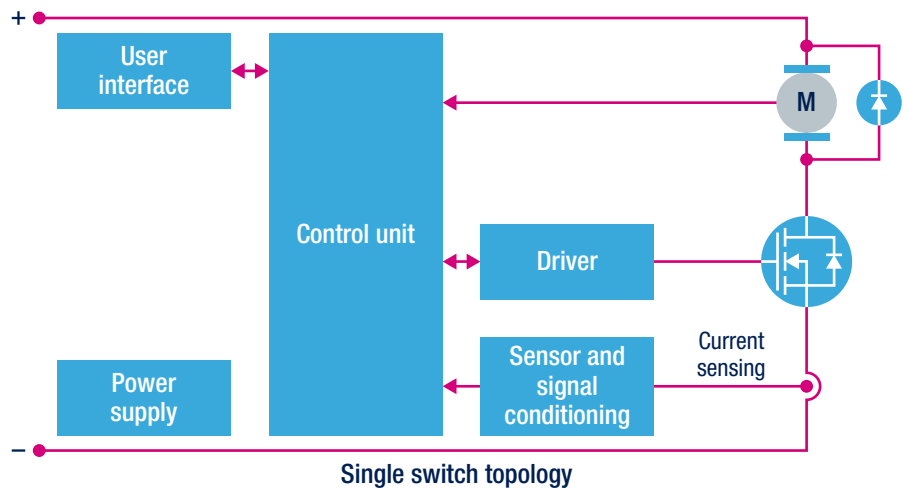 +
User
interface
Control unit
M
Driver
Sensor and
signal
conditioning
Current
sensing
Power
supply
−
Single switch topology